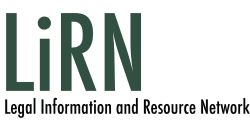 LiRN
Legal Information and Resource Network